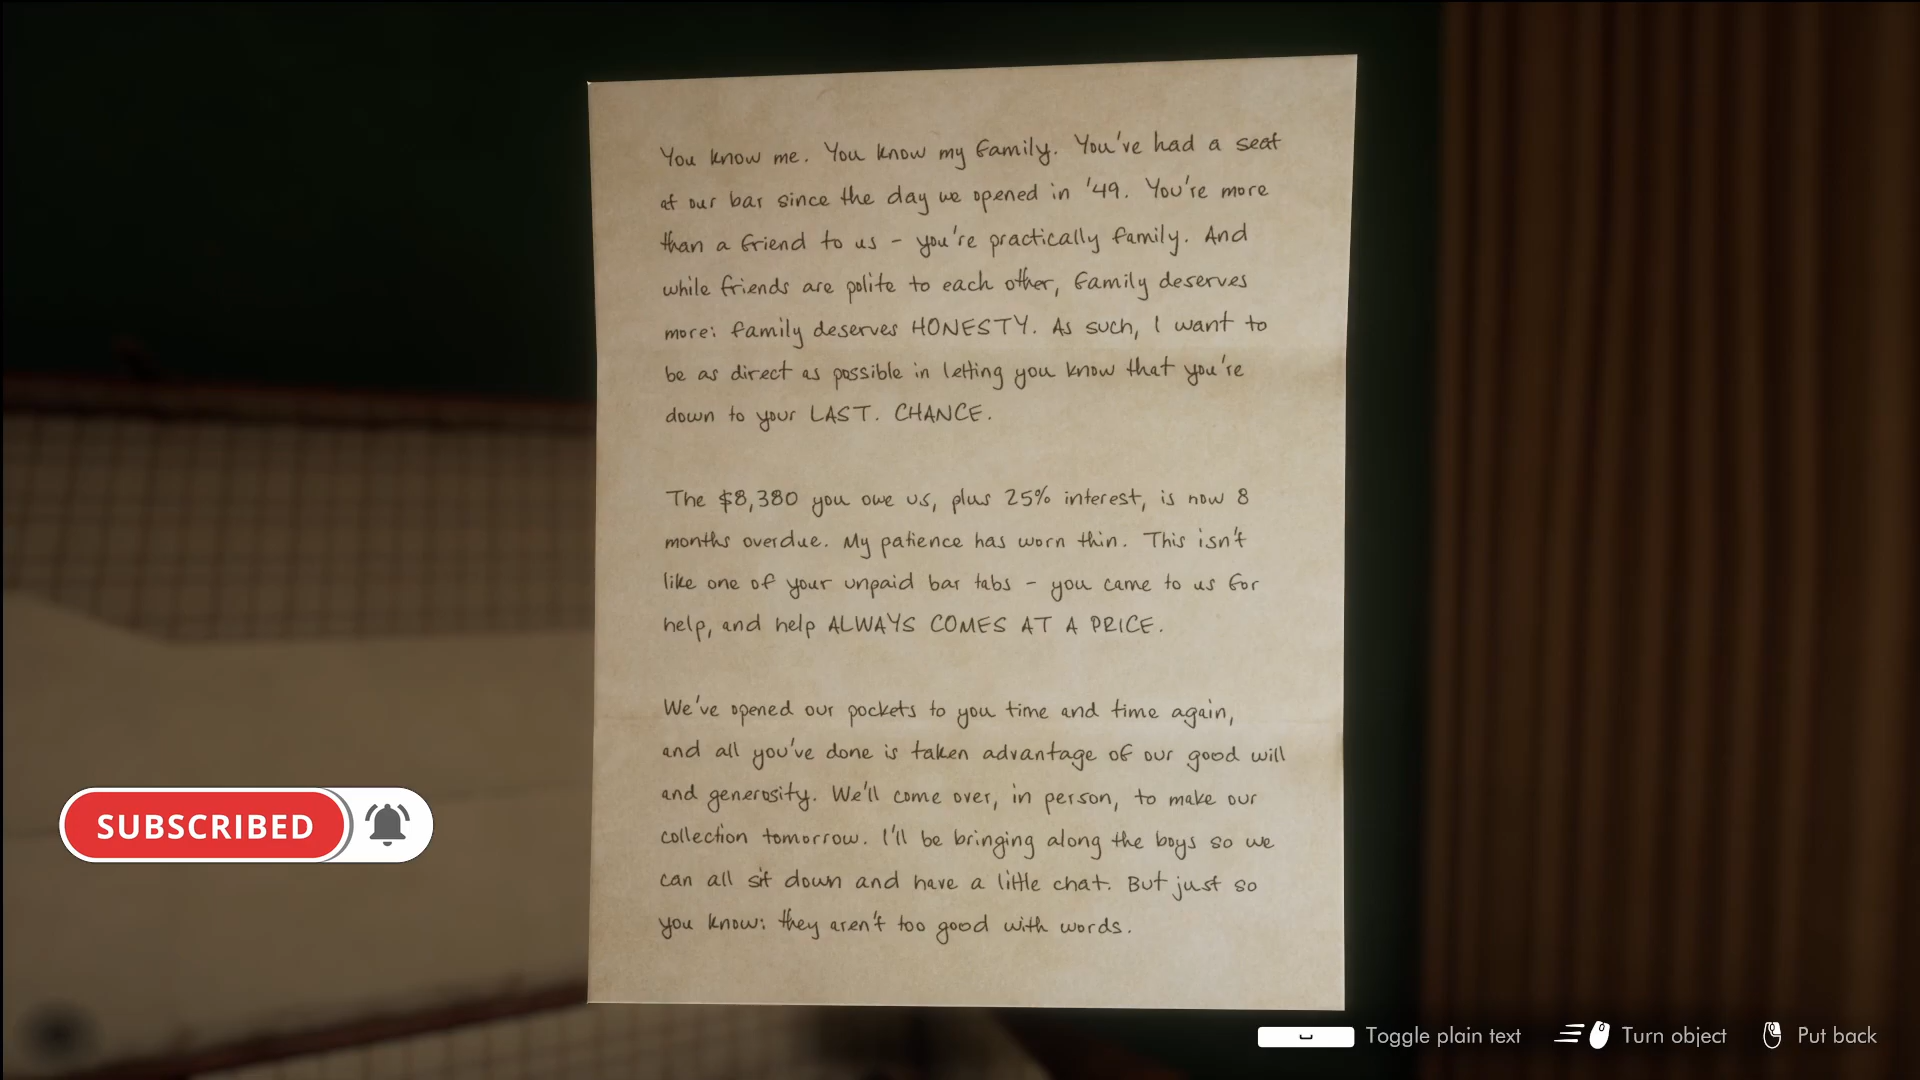 You know me. You know my family. You've had a seat
at our bar since the day we opened in '49. You're more
than a friend to us - you're practically family. And
while friends are polite to each other, family deserves
more: family deserves HONESTY. As such, I want to
be as direct as possible in letting you know that you're
down to your LAST. CHANCE.
The $8,380 you owe us, plus 25% interest, is now 8
months overdue. My patience has worn thin. This isn't
like one of your unpaid bar tabs - you came to us for
help, and help ALWAYS COMES AT A PRICE.
We've opened our pockets to you time and time again,
and all you've done is taken advantage of our good will
and generosity. We'll come over, in person, to make our
collection tomorrow. I'll be bringing along the boys so we
can all sit down and have a little chat. But just so
you know: they aren't too good with words.
SUBSCRIBED
Toggle plain text Turn object Put back